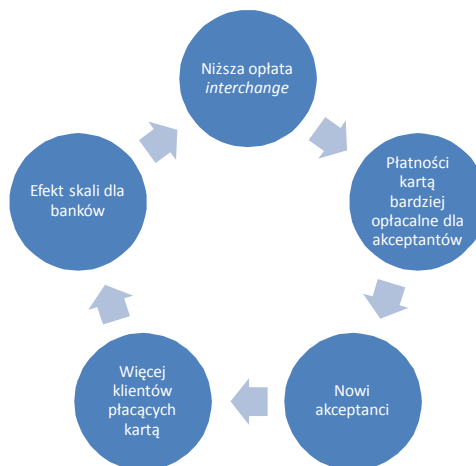 Niższa opłata
interchange
Płatności
kartą
bardziej
opłacalne dla
akceptantów
Nowi
akceptanci
Więcej
klientów
płacących
kartą
Efekt skali dla
banków